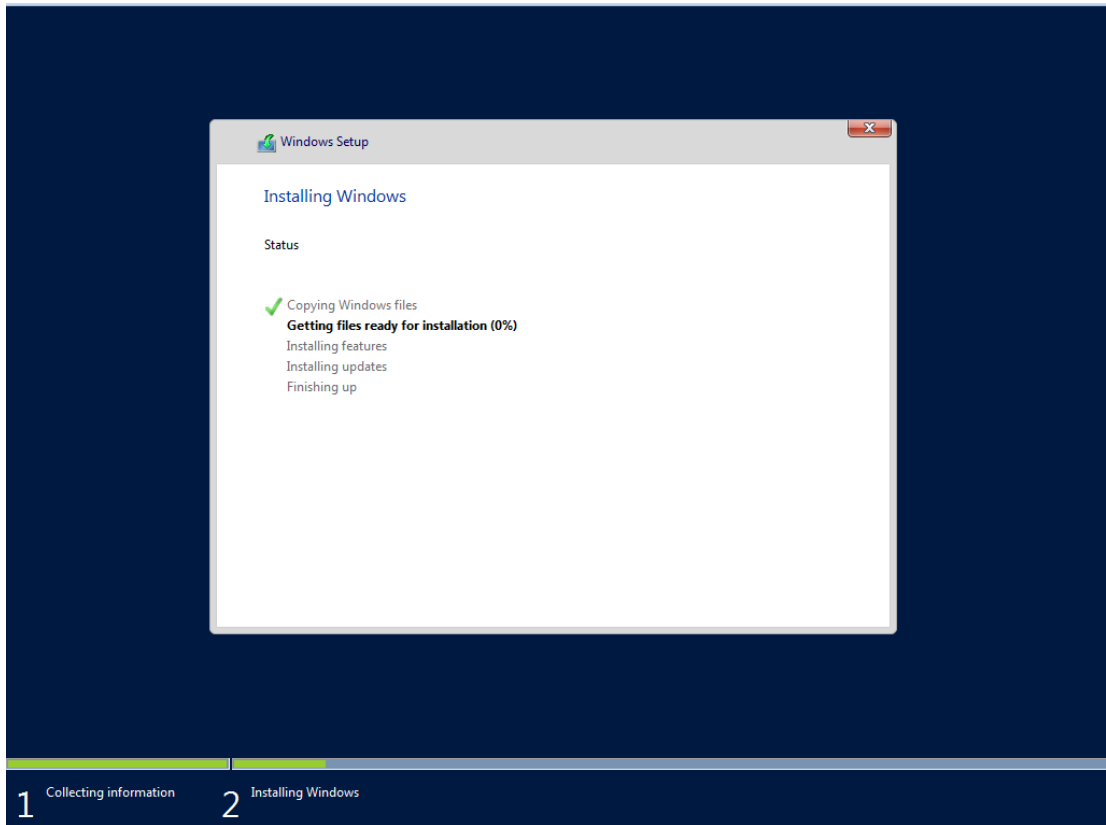 Windows Setup
Installing Windows
Status
Copying Windows files
Getting files ready for installation (0%)
Installing features
Installing updates
Finishing up
1 Collecting information 2 Installing Windows